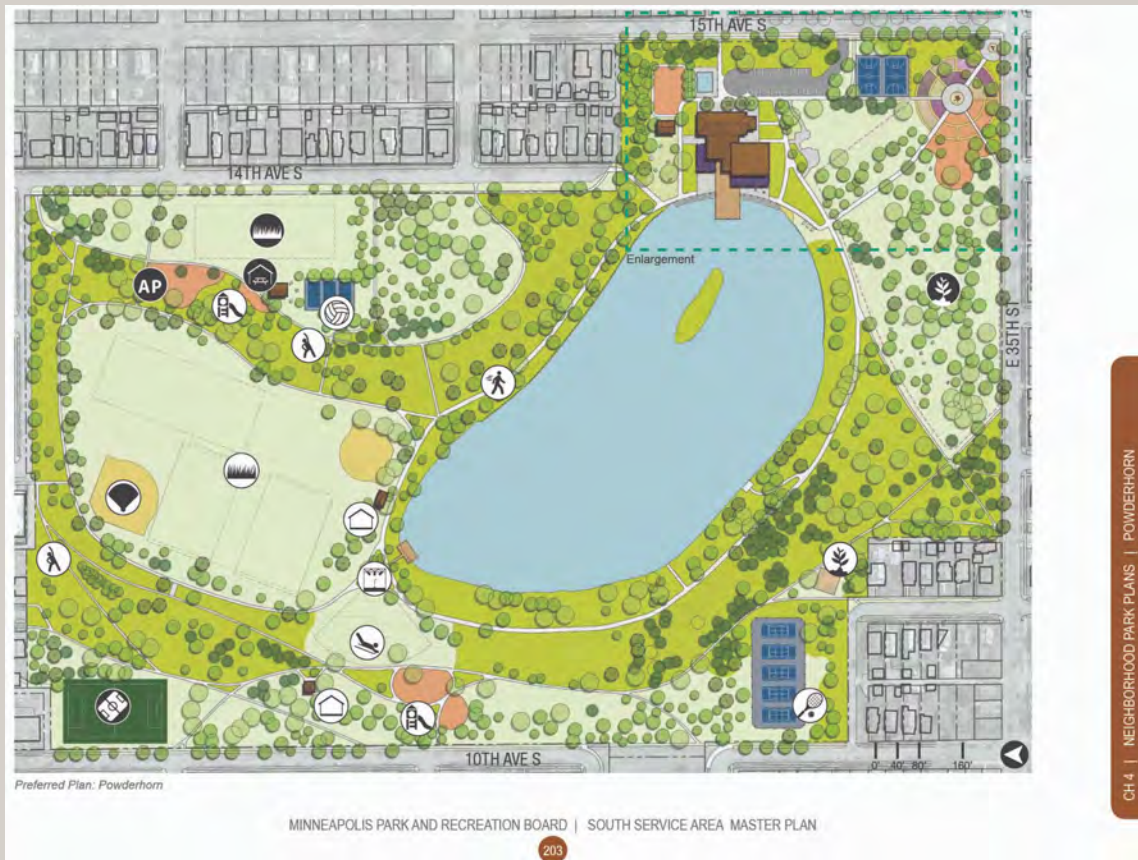 15TH AVE S
14TH AVE S
Enlargement
AP
E 35TH ST
10TH AVE S
0' 40' 80' 160'
Preferred Plan: Powderhorn
MINNEAPOLIS PARK AND RECREATION BOARD | SOUTH SERVICE AREA MASTER PLAN
203
CH 4 | NEIGHBORHOOD PARK PLANS | POWDERHORN